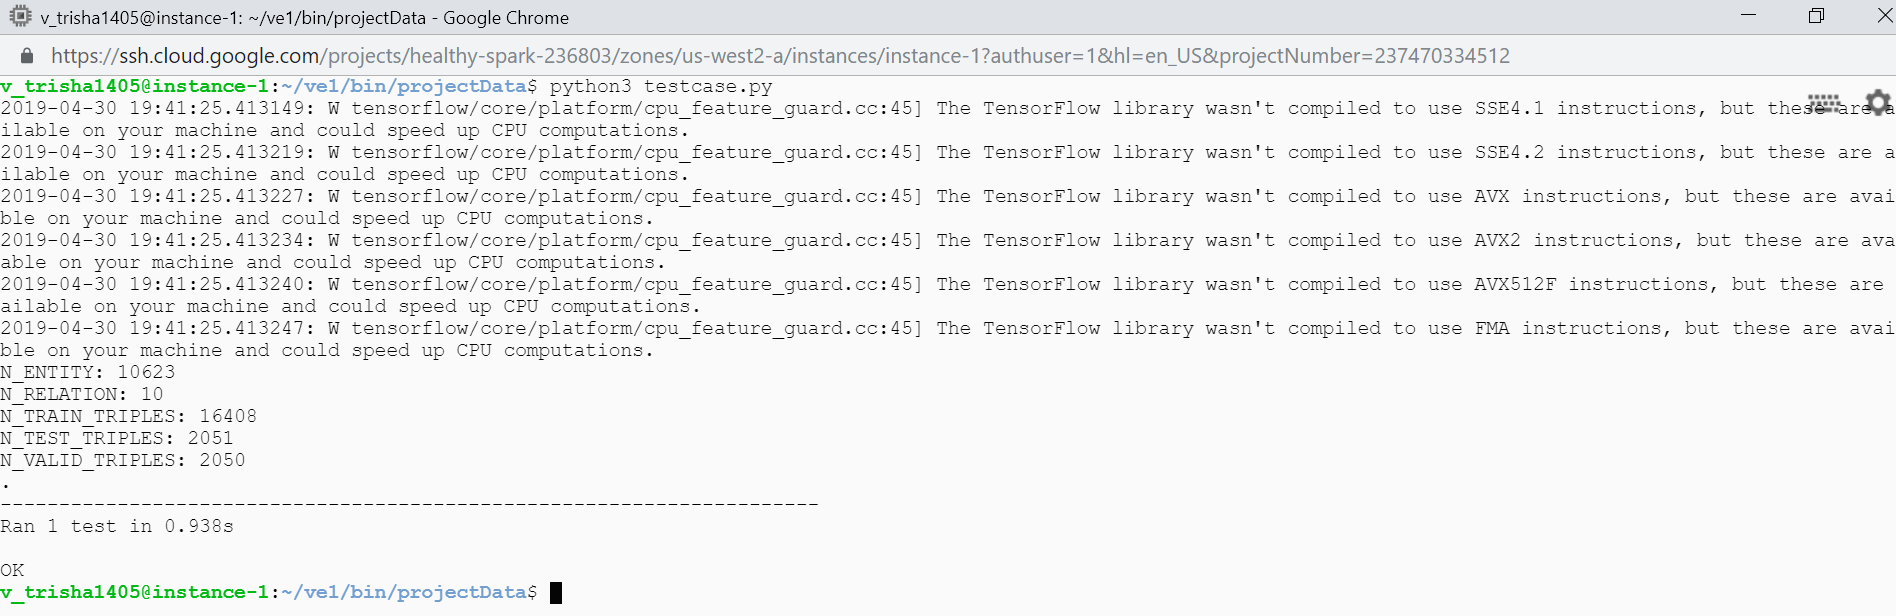 v_trisha1405@instance-1: ~/ve1/bin/projectData - Google Chrome
https://ssh.cloud.google.com/projects/healthy-spark-236803/zones/us-west2-a/instances/instance-1?authuser=1&hl=en_US&projectNumber=237470334512
v_trisha1405@instance-1:~/ve1/bin/projectData$ python3 testcase.py
2019-04-30 19:41:25.413149: W tensorflow/core/platform/cpu_feature_guard.cc:45] The TensorFlow library wasn't compiled to use SSE4.1 instructions, but these are a
ilable on your machine and could speed up CPU computations.
2019-04-30 19:41:25.413219: W tensorflow/core/platform/cpu_feature_guard.cc:45] The TensorFlow library wasn't compiled to use SSE4.2 instructions, but these are a
ilable on your machine and could speed up CPU computations.
2019-04-30 19:41:25.413227: W tensorflow/core/platform/cpu_feature_guard.cc:45] The TensorFlow library wasn't compiled to use AVX instructions, but these are avai
ble on your machine and could speed up CPU computations.
2019-04-30 19:41:25.413234: W tensorflow/core/platform/cpu_feature_guard.cc:45] The TensorFlow library wasn't compiled to use AVX2 instructions, but these are ava
able on your machine and could speed up CPU computations.
2019-04-30 19:41:25.413240: W tensorflow/core/platform/cpu_feature_guard.cc:45] The TensorFlow library wasn't compiled to use AVX512F instructions, but these are
ailable on your machine and could speed up CPU computations.
2019-04-30 19:41:25.413247: W tensorflow/core/platform/cpu_feature_guard.cc:45] The TensorFlow library wasn't compiled to use FMA instructions, but these are avai
ble on your machine and could speed up CPU computations.
N_ENTITY: 10623
N_RELATION: 10
N_TRAIN_TRIPLES: 16408
N_TEST_TRIPLES: 2051
N_VALID_TRIPLES: 2050
.
----------------------------------------------------------------------
Ran 1 test in 0.938s
OK
v_trisha1405@instance-1:~/ve1/bin/projectData$